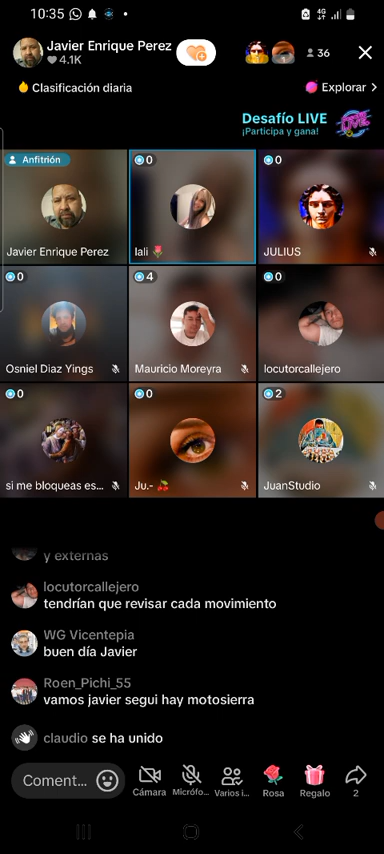 10:35
4G
Javier Enrique Perez
4.1K
36
Clasificación diaria
Explorar
Desafío LIVE
¡Participa y gana!
LIVE
Anfitrión
0
0
Javier Enrique Perez
lali
JULIUS
0
4
0
Osniel Diaz Yings
Mauricio Moreyra
locutorcallejero
0
0
2
si me bloqueas es...
Ju.-
JuanStudio
y externas
locutorcallejero
tendrían que revisar cada movimiento
WG Vicentepia
buen día Javier
Roen_Pichi_55
vamos javier segui hay motosierra
claudio se ha unido
Coment...
Cámara
Micrófo...
Varios i...
Rosa
Regalo
2